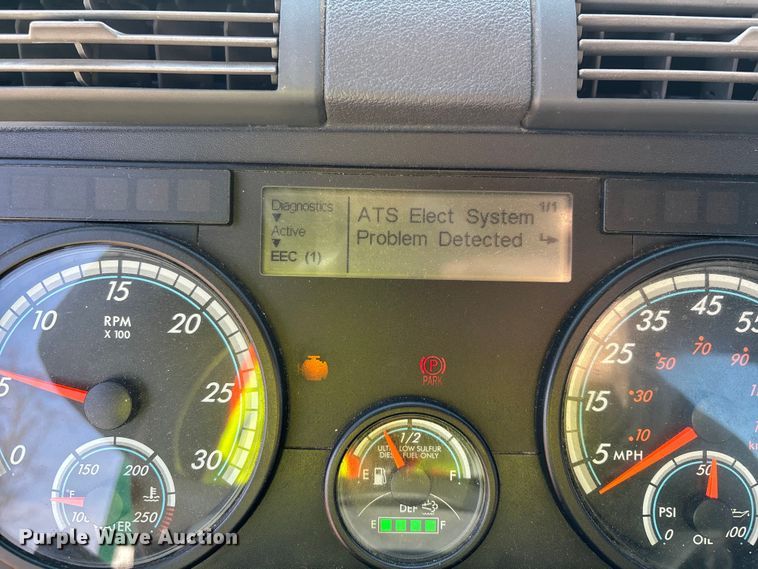 Diagnostics
Active
EEC (1)
ATS Elect System 1/1
Problem Detected
RPM
X 100
0
5
10
15
20
25
30
F
100
150
200
250
PARK
1/2
ULTRA LOW SULFUR
DIESEL FUEL ONLY
E F
DEF
E F
5 MPH
25
35
45
55
10
30
50
70
90
PSI
0
50
100
OIL
Purple Wave Auction